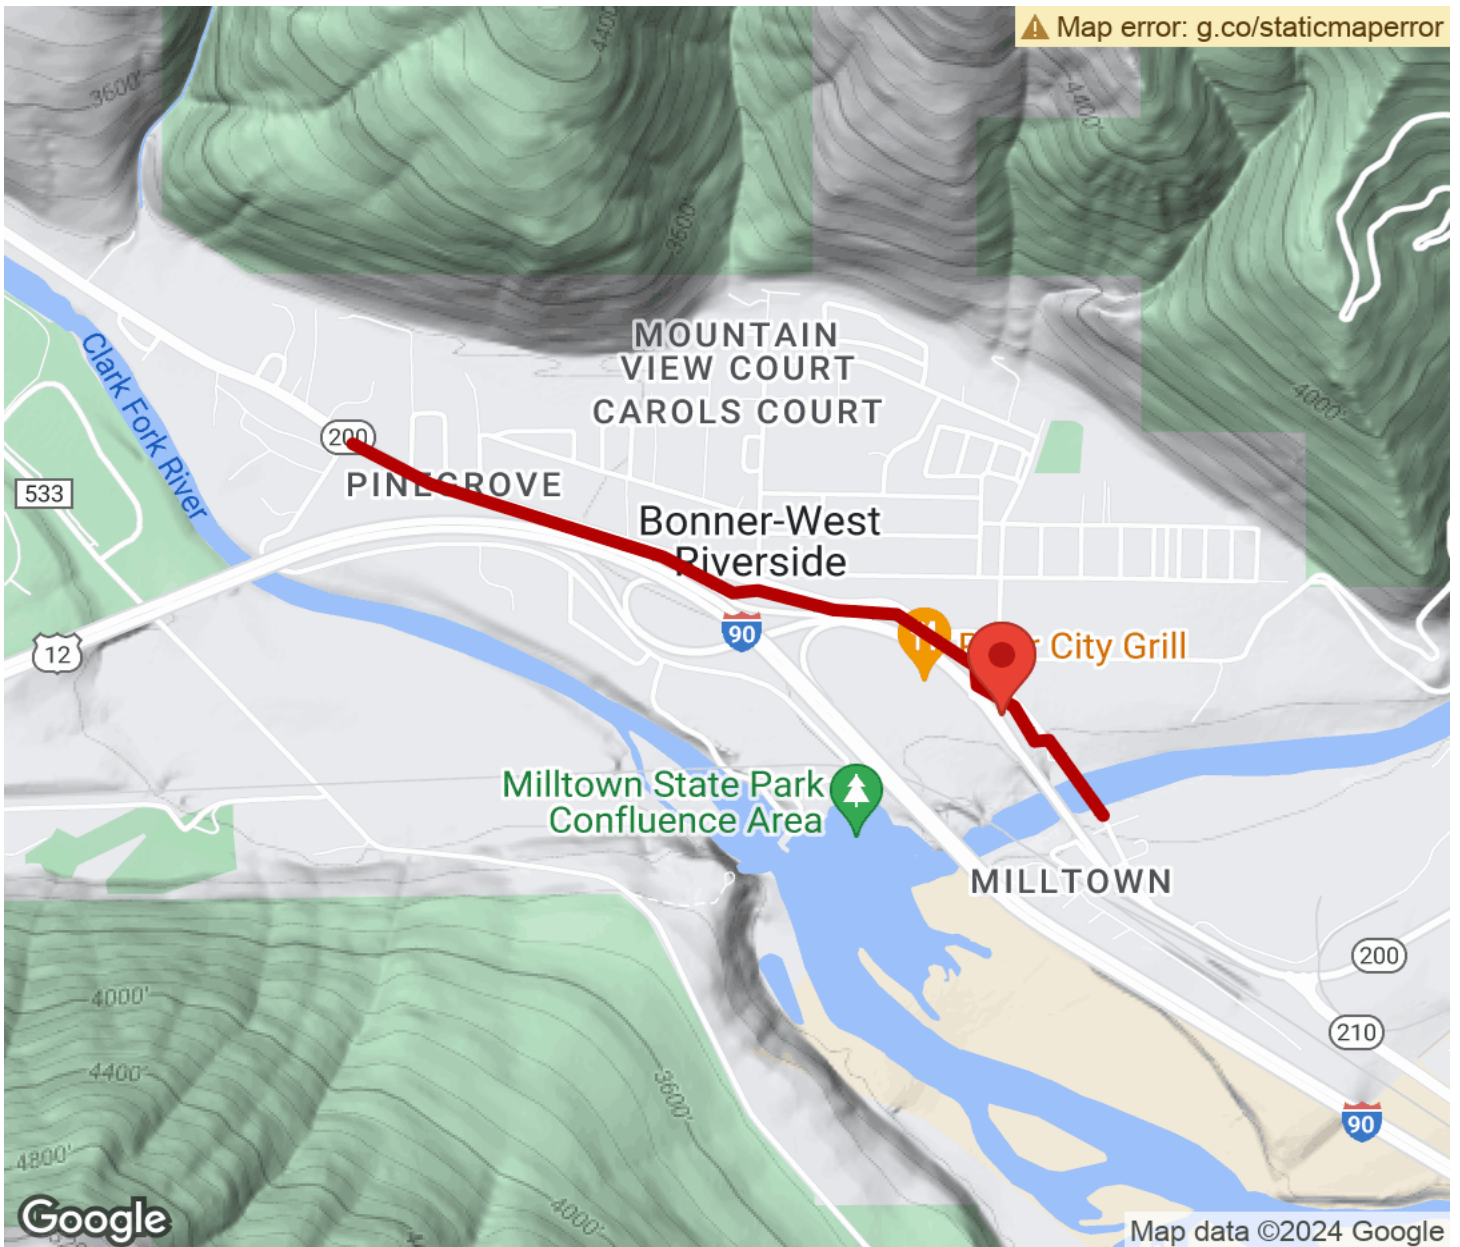 Map error: g.co/staticmaperror
4400'
3600'
4400'
3600'
MOUNTAIN
VIEW COURT
CAROLS COURT
Clark Fork River
4000'
200
PINEGROVE
533
Bonner-West
Riverside
90
12
City Grill
Milltown State Park
Confluence Area
MILLTOWN
200
4000'
210
4400'
3600'
90
4800'
4000'
Google
Map data ©2024 Google